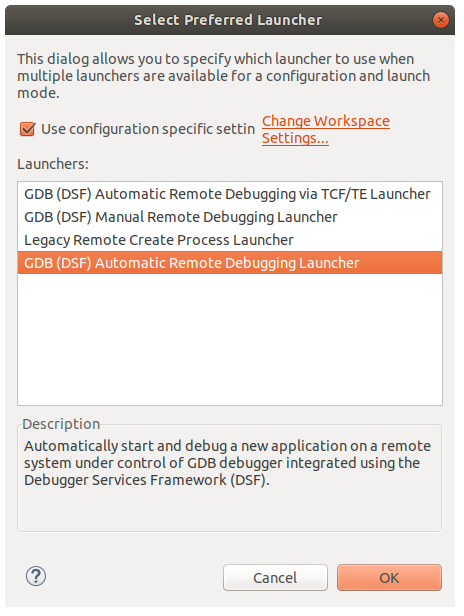 Select Preferred Launcher
This dialog allows you to specify which launcher to use when
multiple launchers are available for a configuration and launch
mode.
Use configuration specific settin
Change Workspace
Settings...
Launchers:
GDB (DSF) Automatic Remote Debugging via TCF/TE Launcher
GDB (DSF) Manual Remote Debugging Launcher
Legacy Remote Create Process Launcher
GDB (DSF) Automatic Remote Debugging Launcher
Description
Automatically start and debug a new application on a remote
system under control of GDB debugger integrated using the
Debugger Services Framework (DSF).
?
Cancel
OK